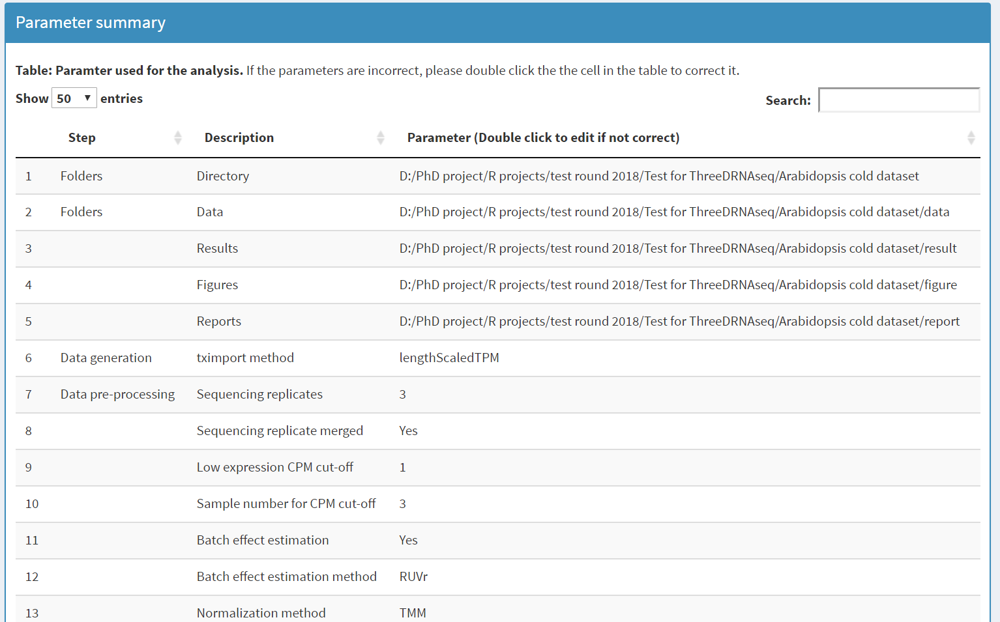 Parameter summary
Table: Paramter used for the analysis. If the parameters are incorrect, please double click the the cell in the table to correct it.
Show 50 entries Search:
Step Description Parameter (Double click to edit if not correct)
1 Folders Directory D:/PhD project/R projects/test round 2018/Test for ThreeDRNAseq/Arabidopsis cold dataset
2 Folders Data D:/PhD project/R projects/test round 2018/Test for ThreeDRNAseq/Arabidopsis cold dataset/data
3 Results D:/PhD project/R projects/test round 2018/Test for ThreeDRNAseq/Arabidopsis cold dataset/result
4 Figures D:/PhD project/R projects/test round 2018/Test for ThreeDRNAseq/Arabidopsis cold dataset/figure
5 Reports D:/PhD project/R projects/test round 2018/Test for ThreeDRNAseq/Arabidopsis cold dataset/report
6 Data generation tximport method lengthScaledTPM
7 Data pre-processing Sequencing replicates 3
8 Sequencing replicate merged Yes
9 Low expression CPM cut-off 1
10 Sample number for CPM cut-off 3
11 Batch effect estimation Yes
12 Batch effect estimation method RUVr
13 Normalization method TMM